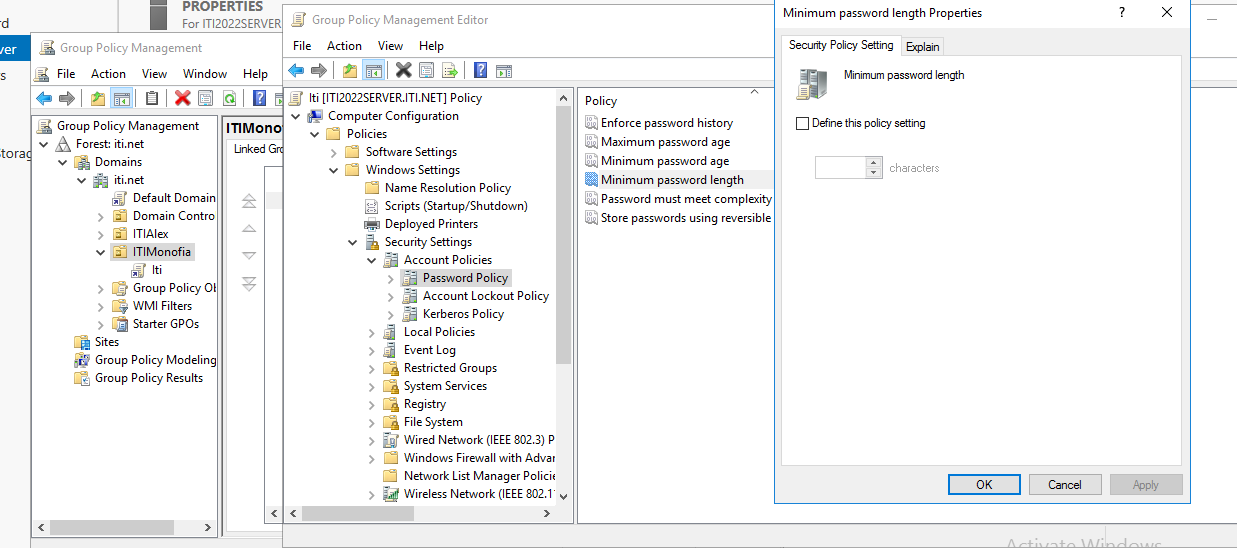 PROPERTIES
For ITI2022SERVER
Group Policy Management
File Action View Window Help
Group Policy Management
Forest: iti.net
Domains
iti.net
Default Domain
Domain Contro
ITIAlex
ITIMonofia
Iti
Group Policy Ob
WMI Filters
Starter GPOs
Sites
Group Policy Modeling
Group Policy Results
ITIMonofi
Linked Gro
Group Policy Management Editor
File Action View Help
Iti [ITI2022SERVER.ITI.NET] Policy
Computer Configuration
Policies
Software Settings
Windows Settings
Name Resolution Policy
Scripts (Startup/Shutdown)
Deployed Printers
Security Settings
Account Policies
Password Policy
Account Lockout Policy
Kerberos Policy
Local Policies
Event Log
Restricted Groups
System Services
Registry
File System
Wired Network (IEEE 802.3) P
Windows Firewall with Advan
Network List Manager Policie
Wireless Network (IEEE 802.11
Policy
Enforce password history
Maximum password age
Minimum password age
Minimum password length
Password must meet complexity
Store passwords using reversible
Minimum password length Properties
?
Security Policy Setting Explain
Minimum password length
Define this policy setting
characters
OK Cancel Apply
Activate Windows